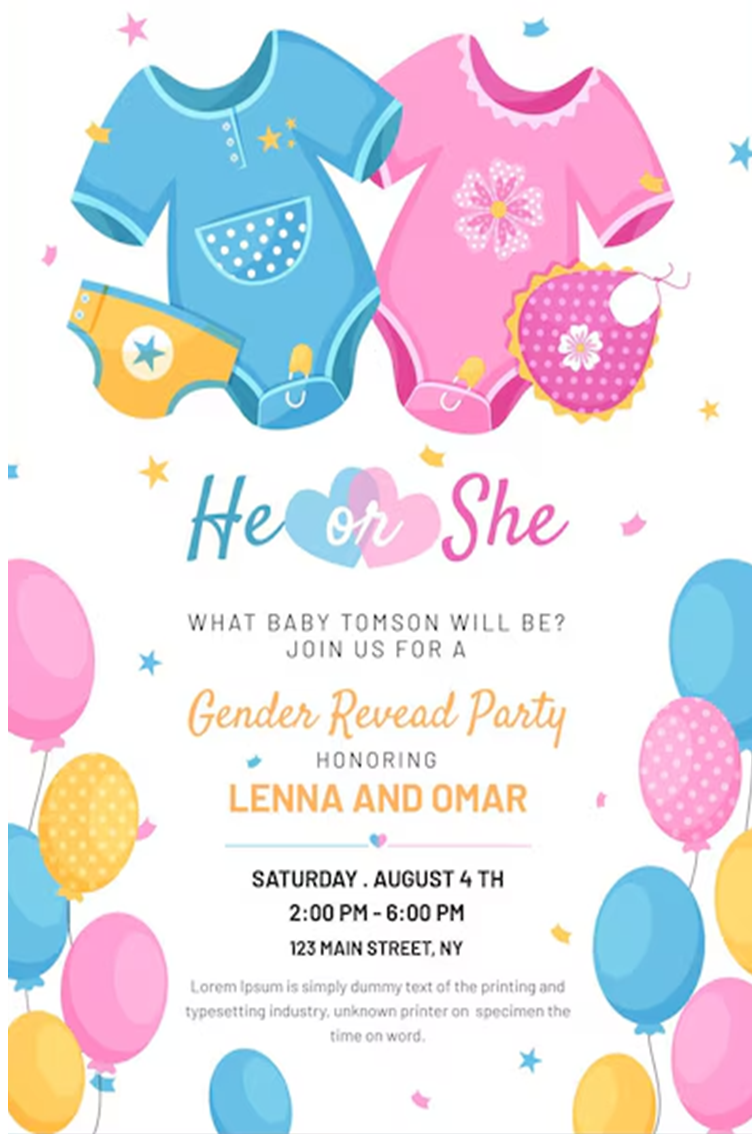 He or She
WHAT BABY TOMSON WILL BE?
JOIN US FOR A
Gender Revead Party
HONORING
LENNA AND OMAR
SATURDAY . AUGUST 4 TH
2:00 PM - 6:00 PM
123 MAIN STREET, NY
Lorem Ipsum is simply dummy text of the printing and
typesetting industry. unknown printer on specimen the
time on word.